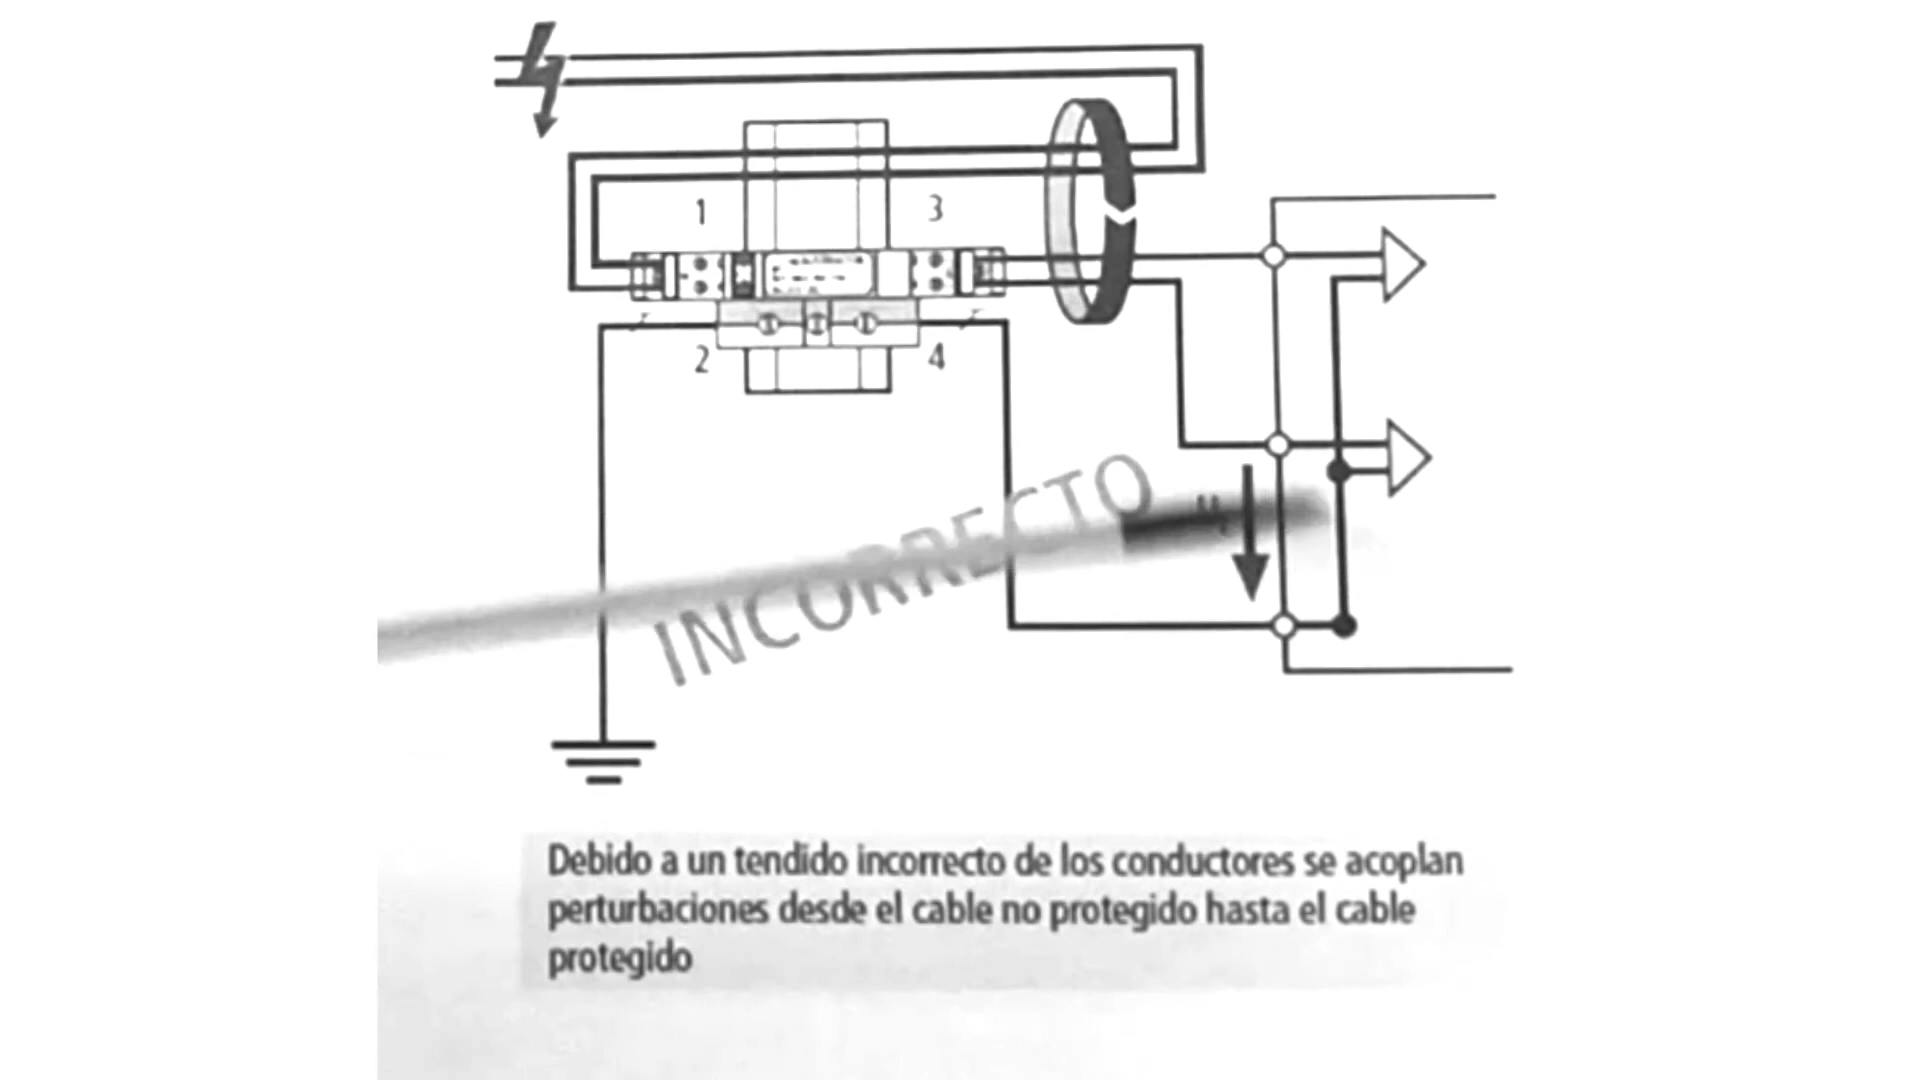 1
3
2
4
INCORRECTO
Debido a un tendido incorrecto de los conductores se acoplan
perturbaciones desde el cable no protegido hasta el cable
protegido